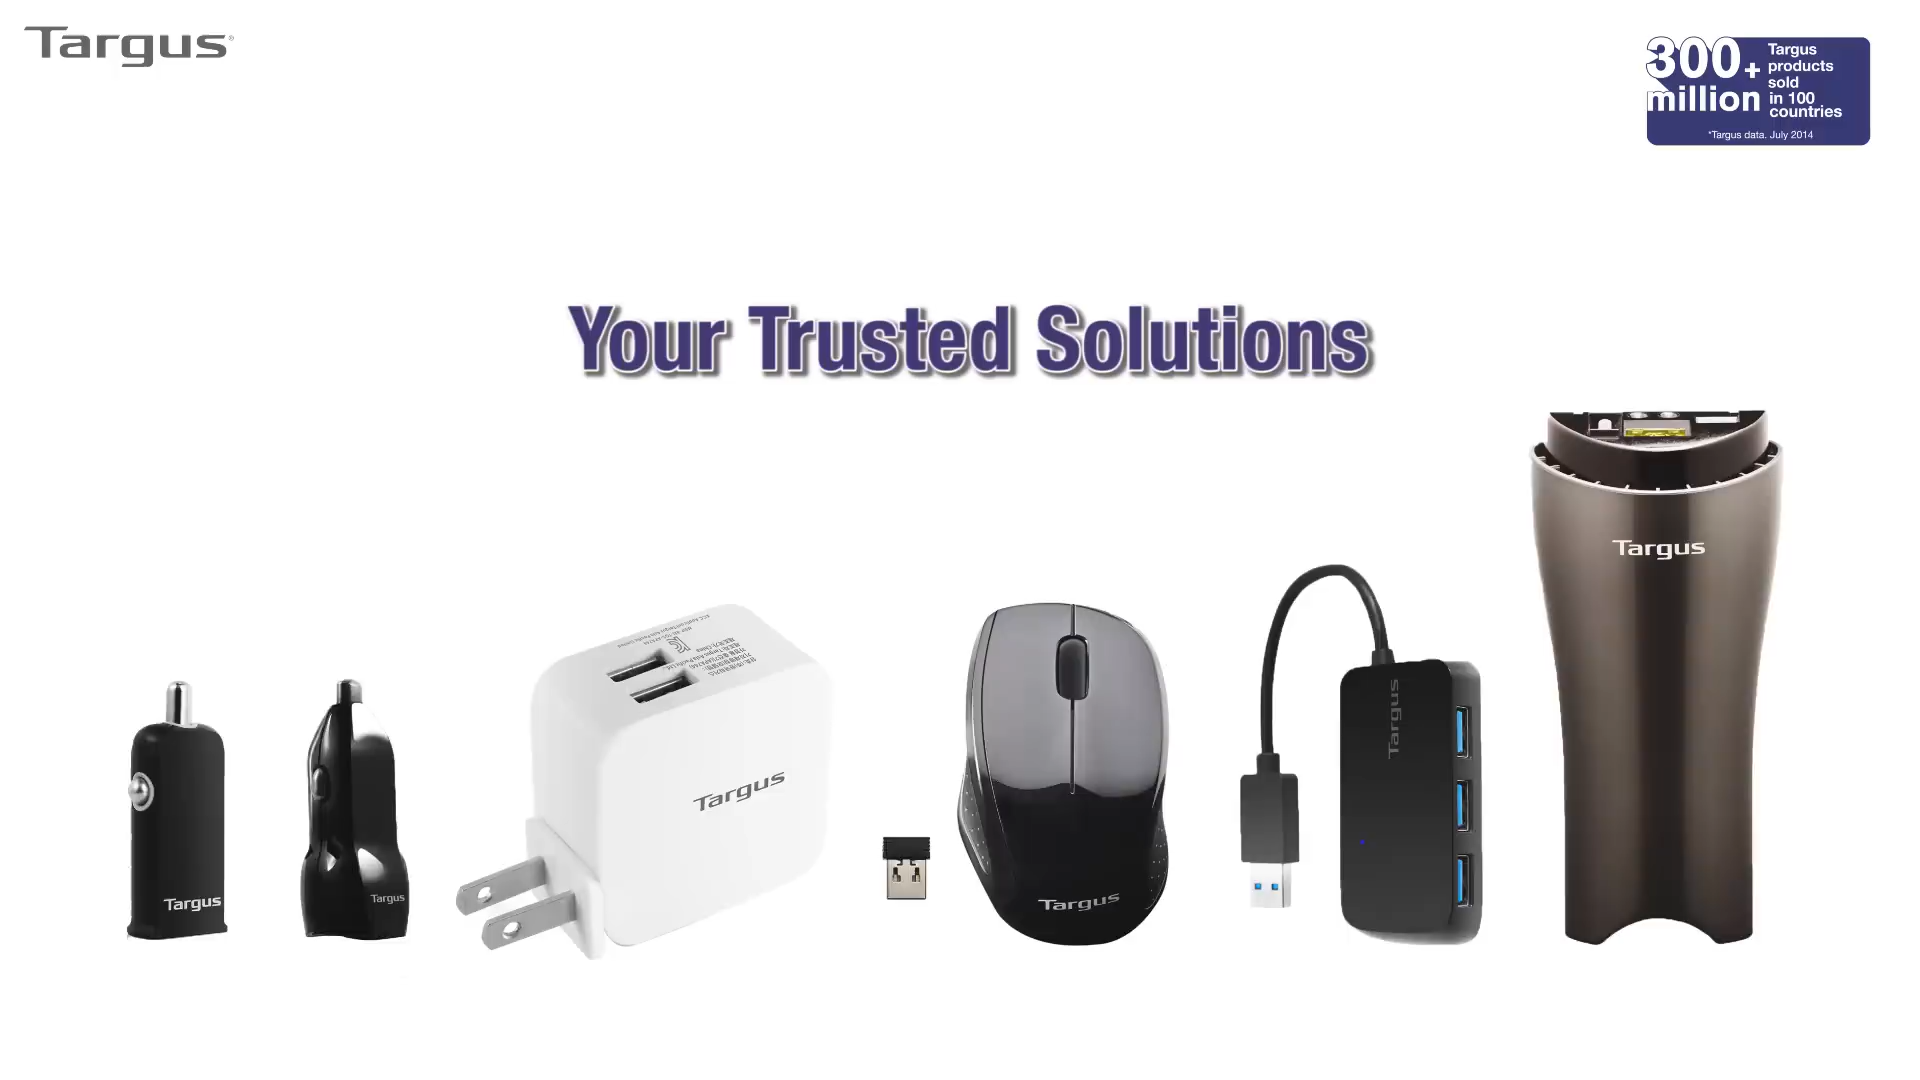 Targus
300+
million
Targus
products
sold
in 100
countries
*Targus data. July 2014
Your Trusted Solutions
Targus
Targus
Targus
Targus
Targus
Targus